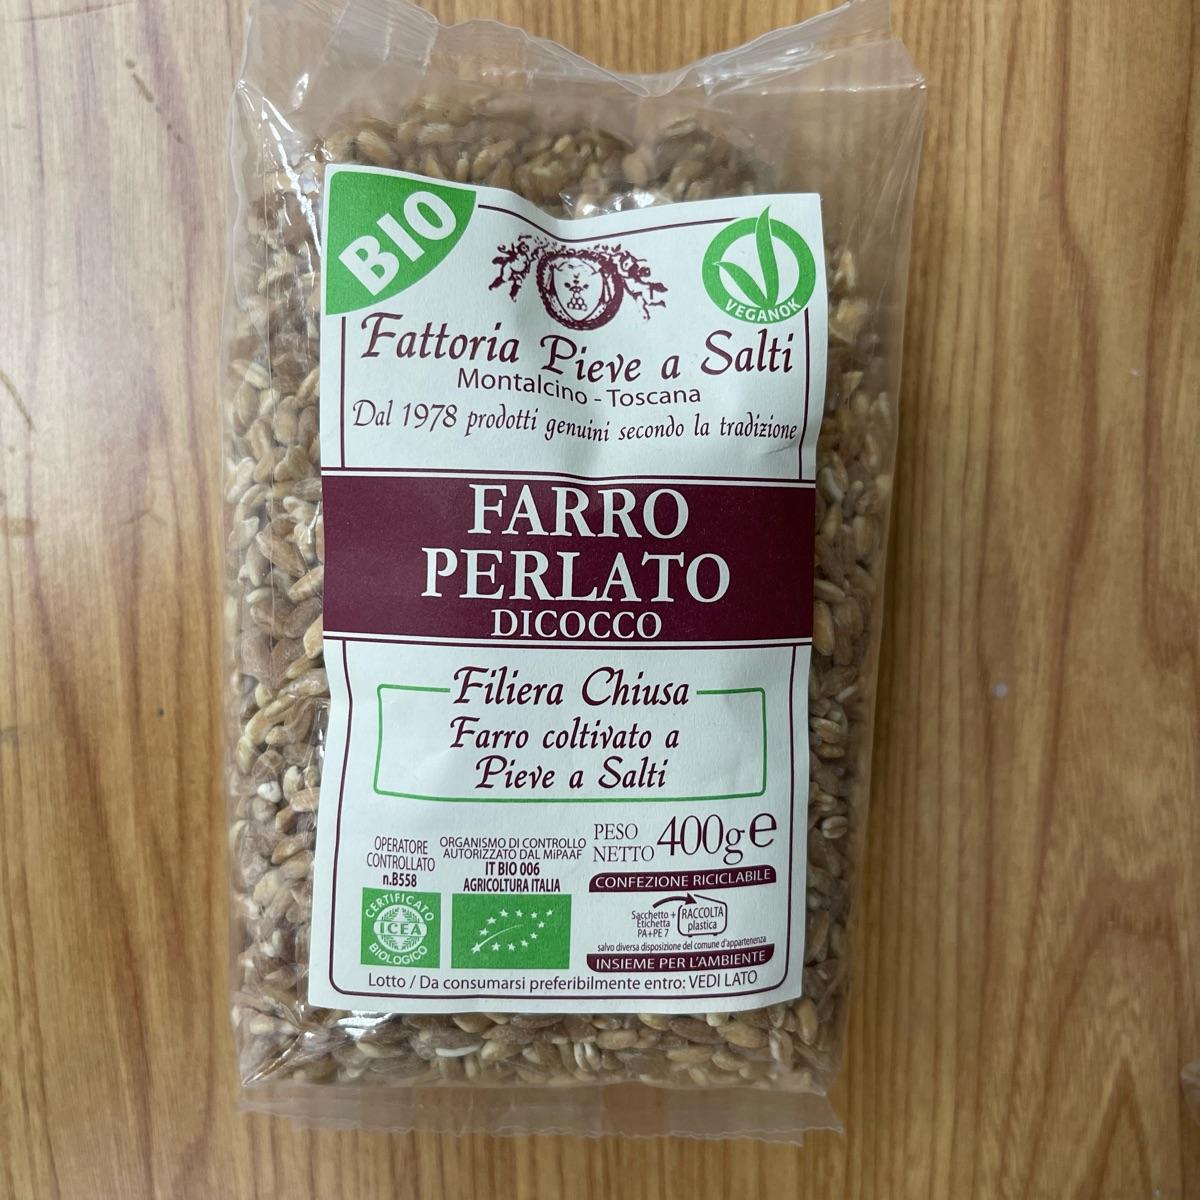 BIO
VEGANOK
Fattoria Pieve a Salti
Montalcino - Toscana
Dal 1978 prodotti genuini secondo la tradizione
FARRO
PERLATO
DICOCCO
Filiera Chiusa
Farro coltivato a
Pieve a Salti
OPERATORE
CONTROLLATO
n.B558
CERTIFICATO
ICEA
BIOLOGICO
ORGANISMO DI CONTROLLO
AUTORIZZATO DAL MiPAAF
IT BIO 006
AGRICOLTURA ITALIA
PESO
NETTO
400g e
CONFEZIONE RICICLABILE
Sacchetto +
Etichetta
PA+PE 7
RACCOLTA
plastica
salvo diversa disposizione del comune d'appartenenza
INSIEME PER L'AMBIENTE
Lotto / Da consumarsi preferibilmente entro: VEDI LATO